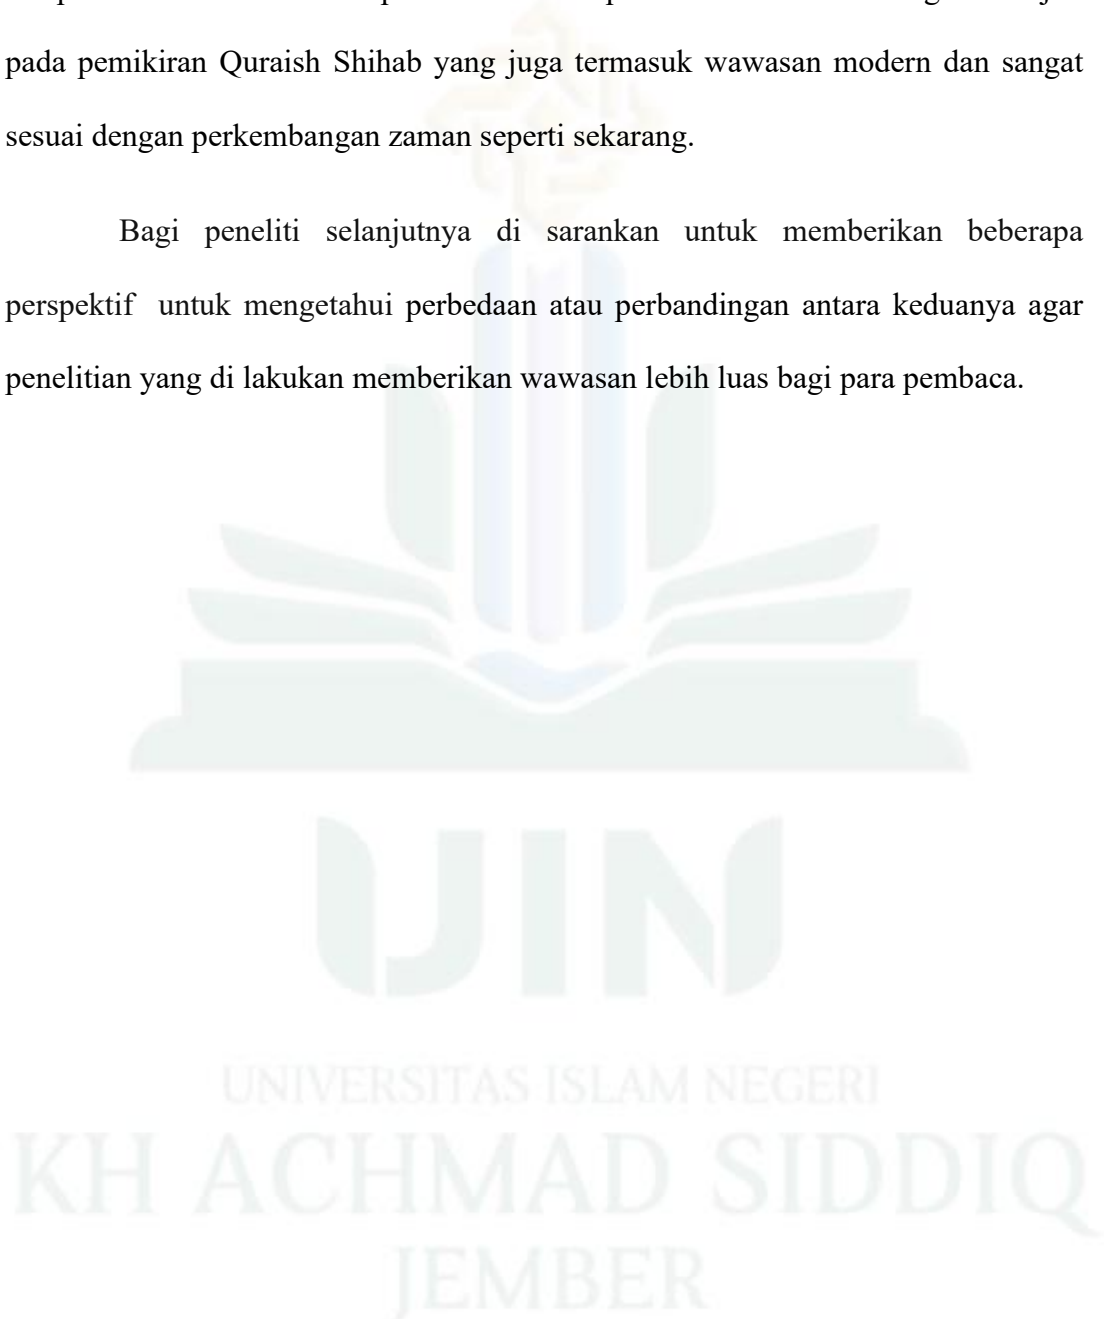 pada pemikiran Quraish Shihab yang juga termasuk wawasan modern dan sangat
sesuai dengan perkembangan zaman seperti sekarang.
Bagi peneliti selanjutnya di sarankan untuk memberikan beberapa
perspektif untuk mengetahui perbedaan atau perbandingan antara keduanya agar
penelitian yang di lakukan memberikan wawasan lebih luas bagi para pembaca.
UIN
UNIVERSITAS ISLAM NEGERI
KH ACHMAD SIDDIQ
JEMBER